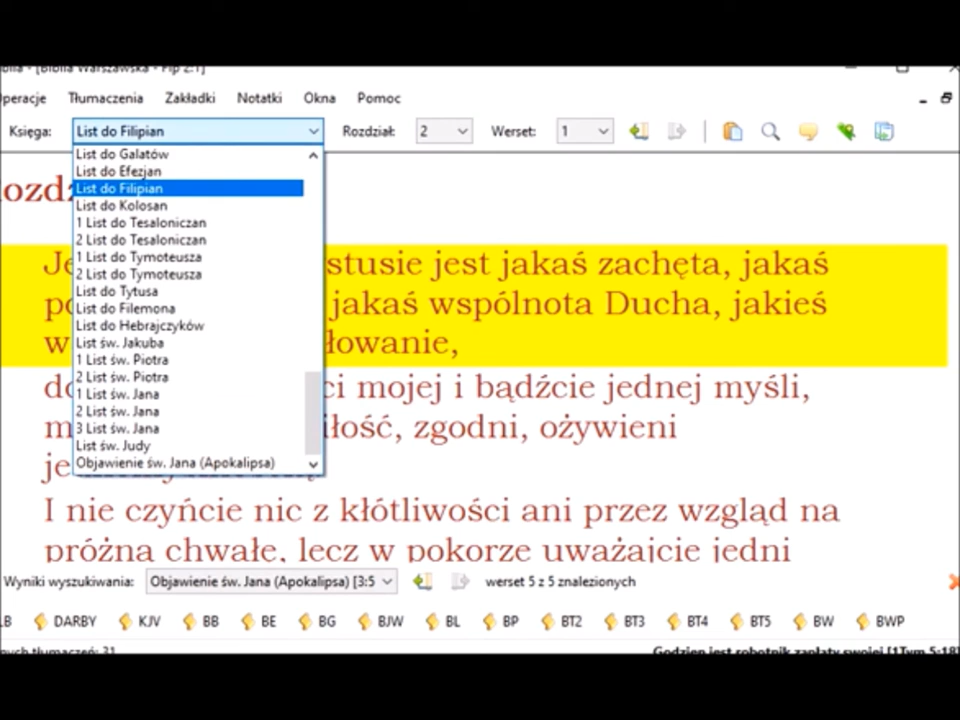 [Biblia Warszawska - Flp 2:1]
Operacje Tłumaczenia Zakładki Notatki Okna Pomoc
Księga: List do Filipian Rozdział: 2 Werset: 1
List do Galatów
List do Efezjan
List do Filipian
List do Kolosan
1 List do Tesaloniczan
2 List do Tesaloniczan
1 List do Tymoteusza
2 List do Tymoteusza
List do Tytusa
List do Filemona
List do Hebrajczyków
List św. Jakuba
1 List św. Piotra
2 List św. Piotra
1 List św. Jana
2 List św. Jana
3 List św. Jana
List św. Judy
Objawienie św. Jana (Apokalipsa)
stusie jest jakaś zachęta, jakaś
jakaś wspólnota Ducha, jakieś
łowanie,
ci mojej i bądźcie jednej myśli,
iłość, zgodni, ożywieni
I nie czyńcie nic z kłótliwości ani przez wzgląd na
próżną chwałę, lecz w pokorze uważajcie jedni
Wyniki wyszukiwania: Objawienie św. Jana (Apokalipsa) [3:5 werset 5 z 5 znalezionych
LB DARBY KJV BB BE BG BJW BL BP BT2 BT3 BT4 BT5 BW BWP
nych tłumaczeń: 31 Godzien jest robotnik zapłaty swojej [1Tym 5:18]